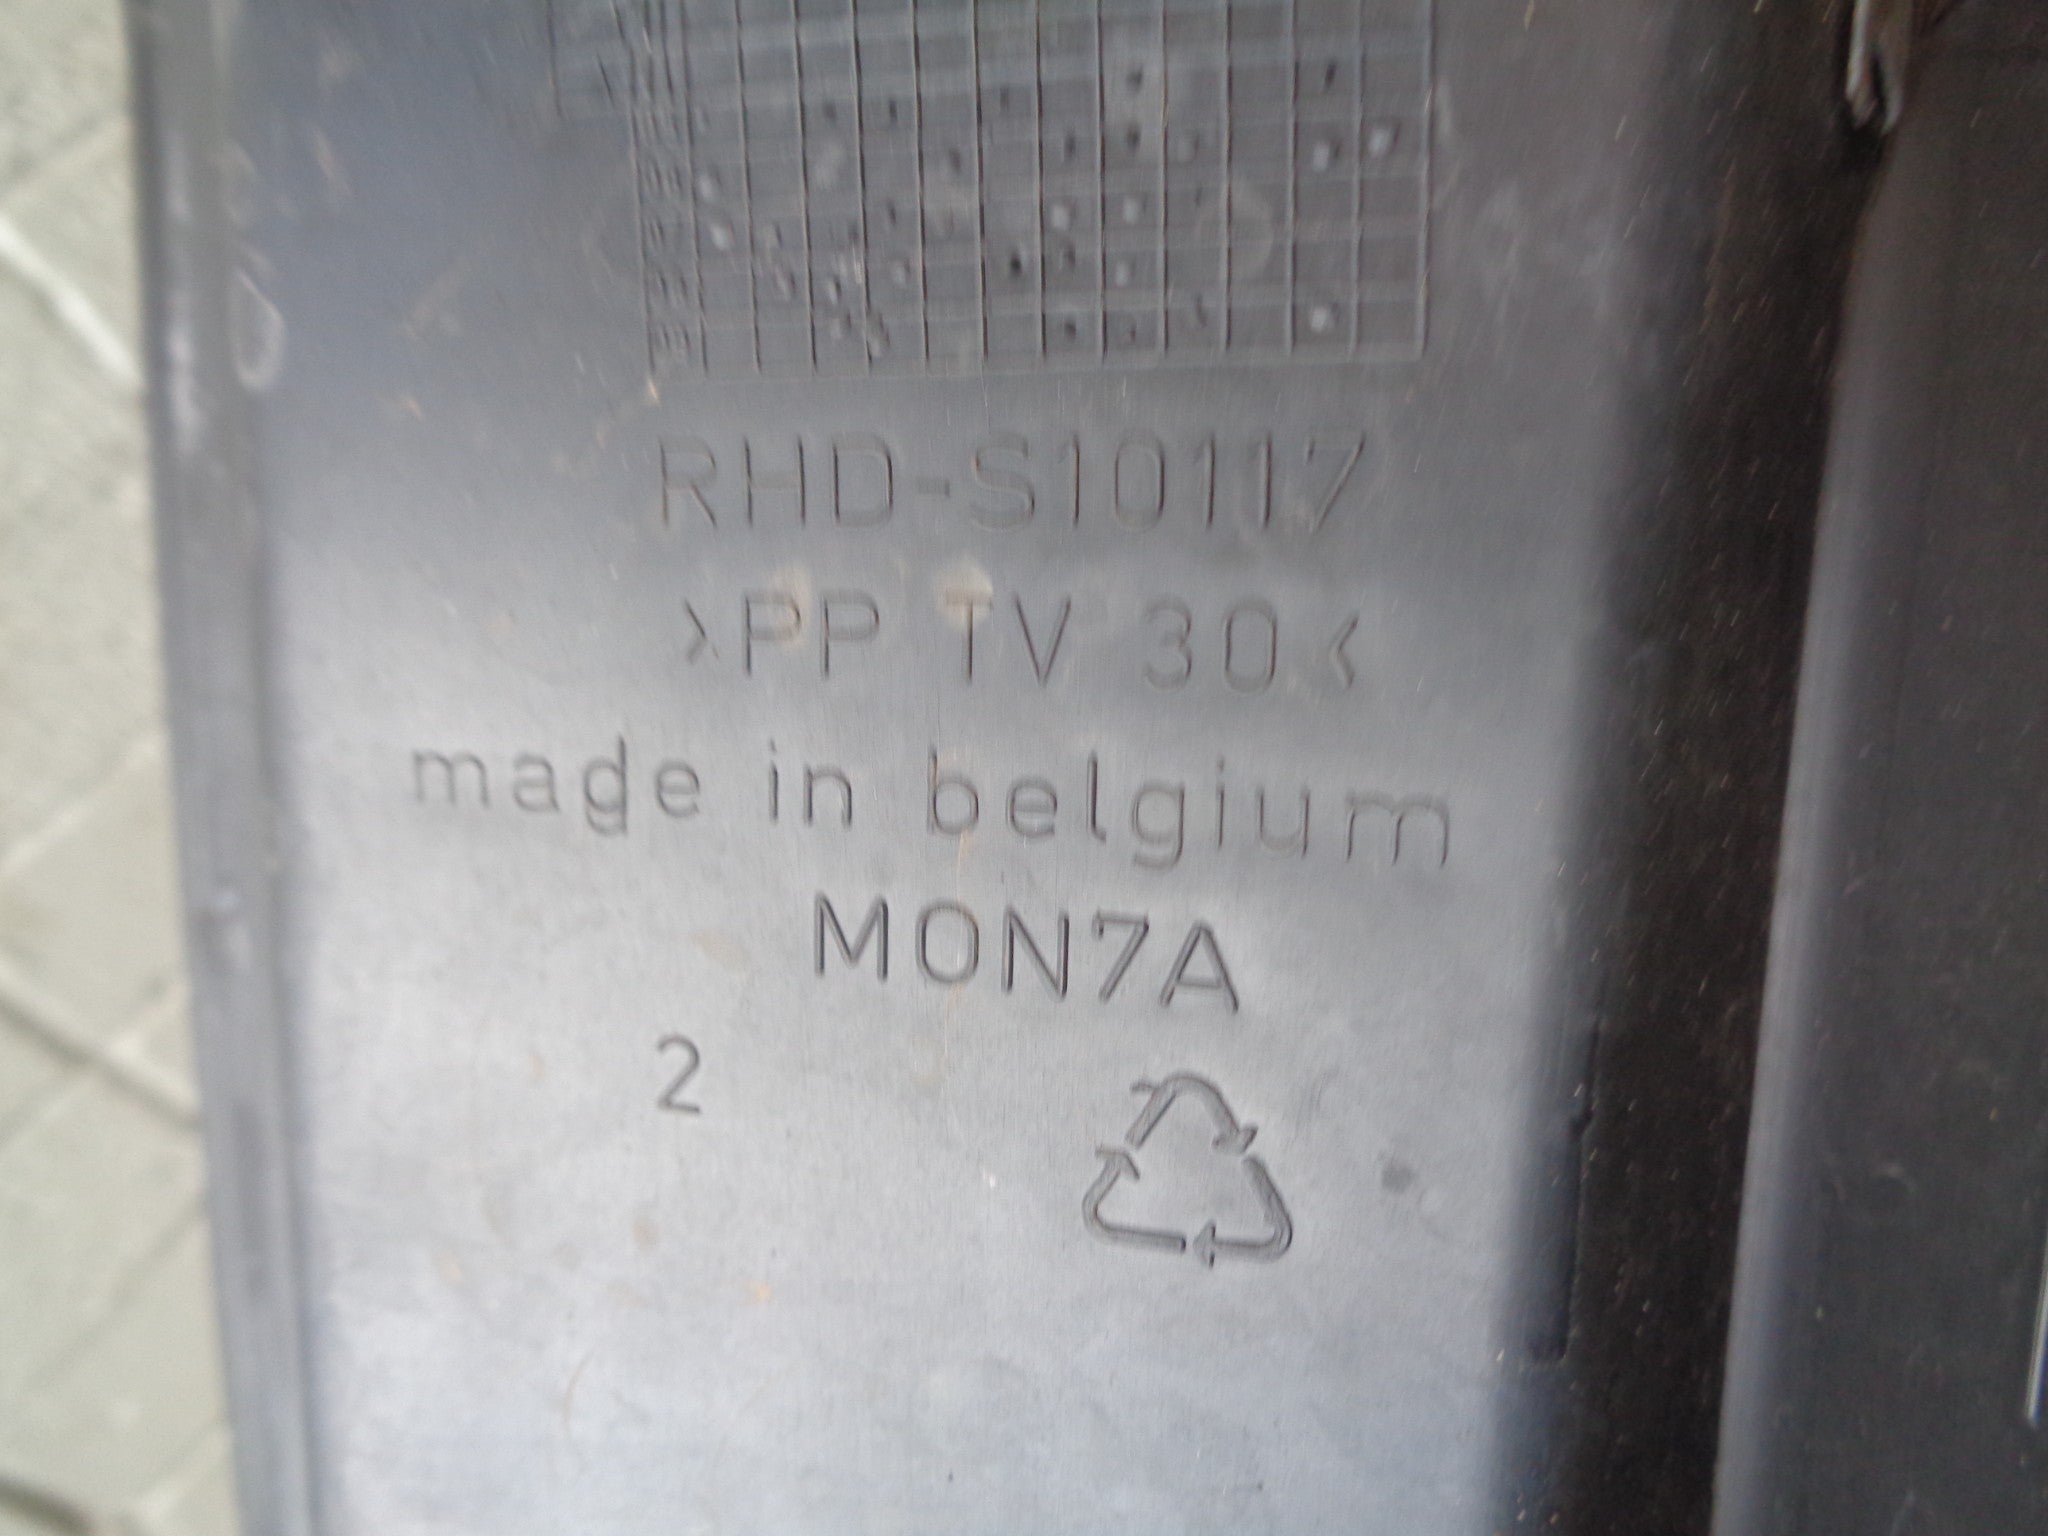 RHD-S10117
>PP TV 30<
made in belgium
MON7A
2